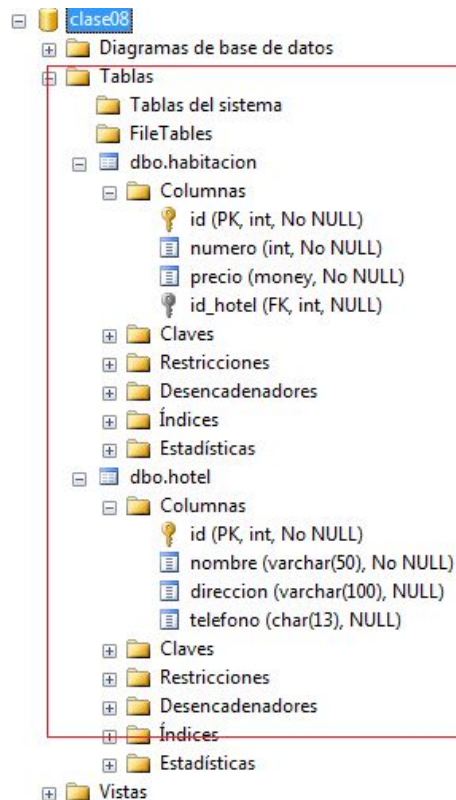 clase08
Diagramas de base de datos
Tablas
Tablas del sistema
FileTables
dbo.habitacion
Columnas
id (PK, int, No NULL)
numero (int, No NULL)
precio (money, No NULL)
id_hotel (FK, int, NULL)
Claves
Restricciones
Desencadenadores
Índices
Estadísticas
dbo.hotel
Columnas
id (PK, int, No NULL)
nombre (varchar(50), No NULL)
direccion (varchar(100), NULL)
telefono (char(13), NULL)
Claves
Restricciones
Desencadenadores
Índices
Estadísticas
Vistas